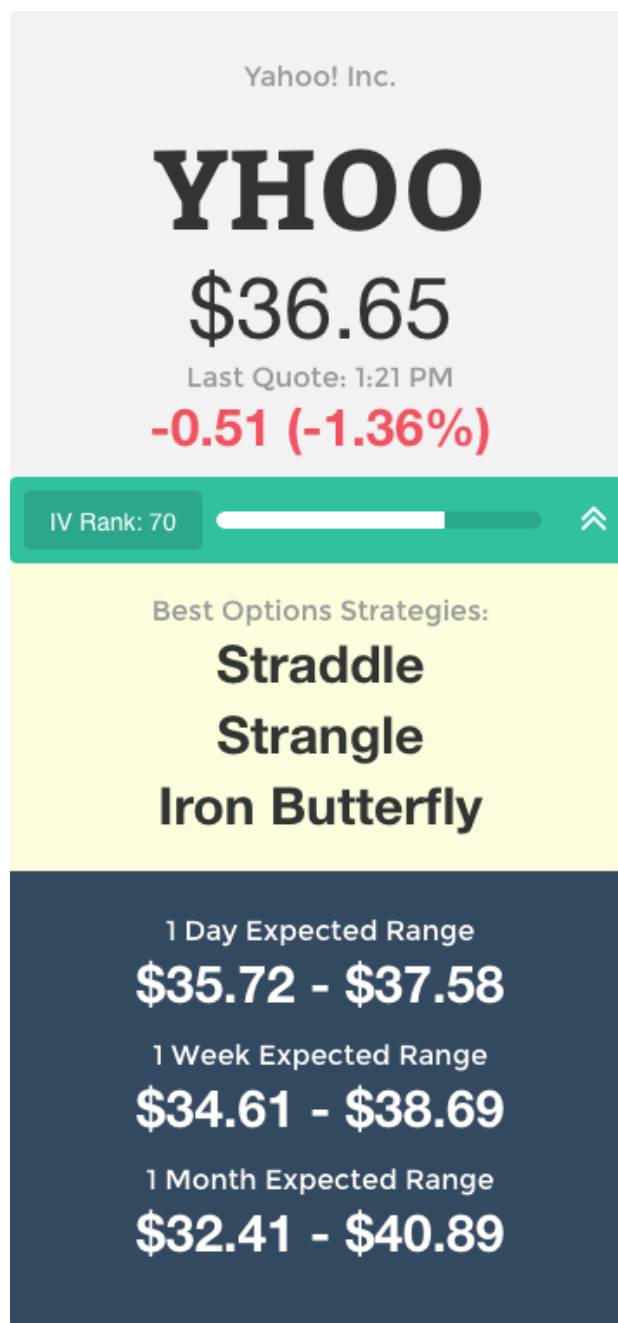 Yahoo! Inc.
YHOO
$36.65
Last Quote: 1:21 PM
-0.51 (-1.36%)
IV Rank: 70
Best Options Strategies:
Straddle
Strangle
Iron Butterfly
1 Day Expected Range
$35.72 - $37.58
1 Week Expected Range
$34.61 - $38.69
1 Month Expected Range
$32.41 - $40.89